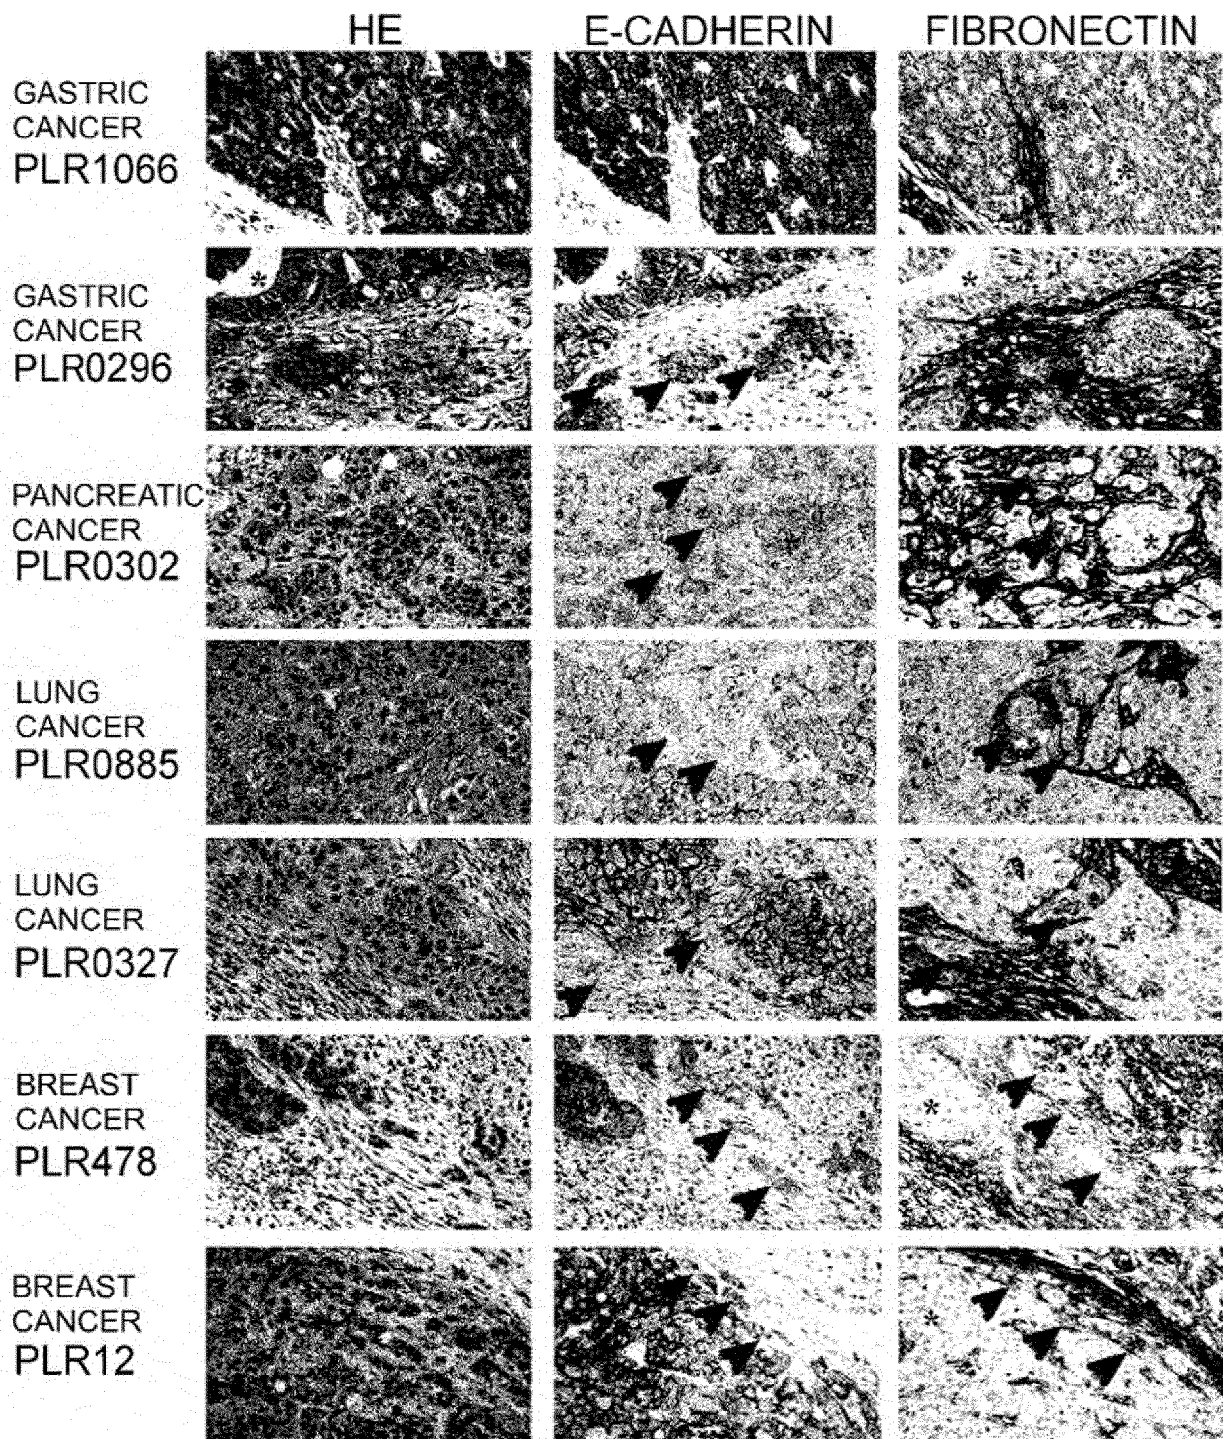 HE E-CADHERIN FIBRONECTIN
GASTRIC
CANCER
PLR1066
GASTRIC
CANCER
PLR0296
PANCREATIC
CANCER
PLR0302
LUNG
CANCER
PLR0885
LUNG
CANCER
PLR0327
BREAST
CANCER
PLR478
BREAST
CANCER
PLR12